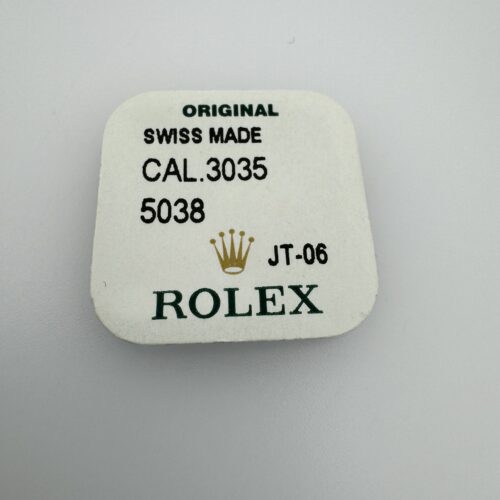 ORIGINAL
SWISS MADE
CAL.3035
5038
JT-06
ROLEX